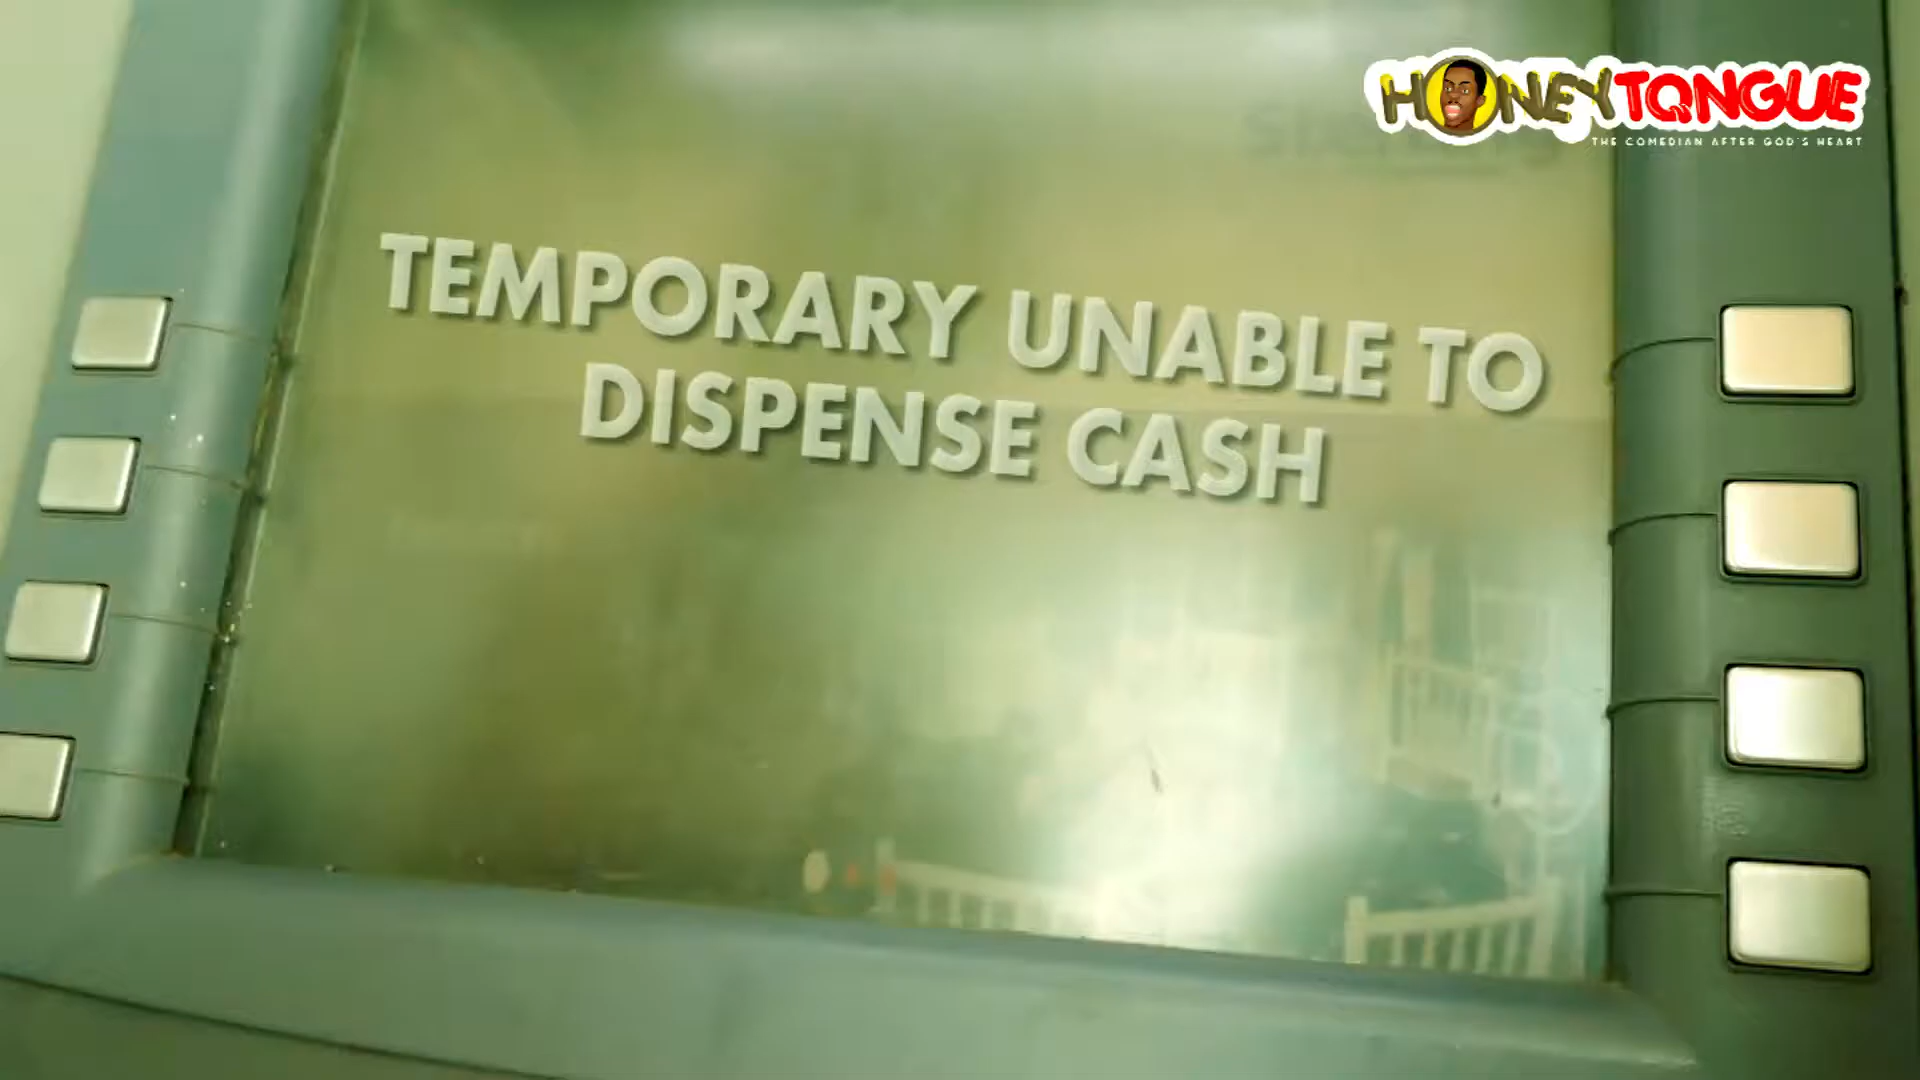 HONEYTONGUE
THE COMEDIAN AFTER GOD'S HEART
TEMPORARY UNABLE TO
DISPENSE CASH